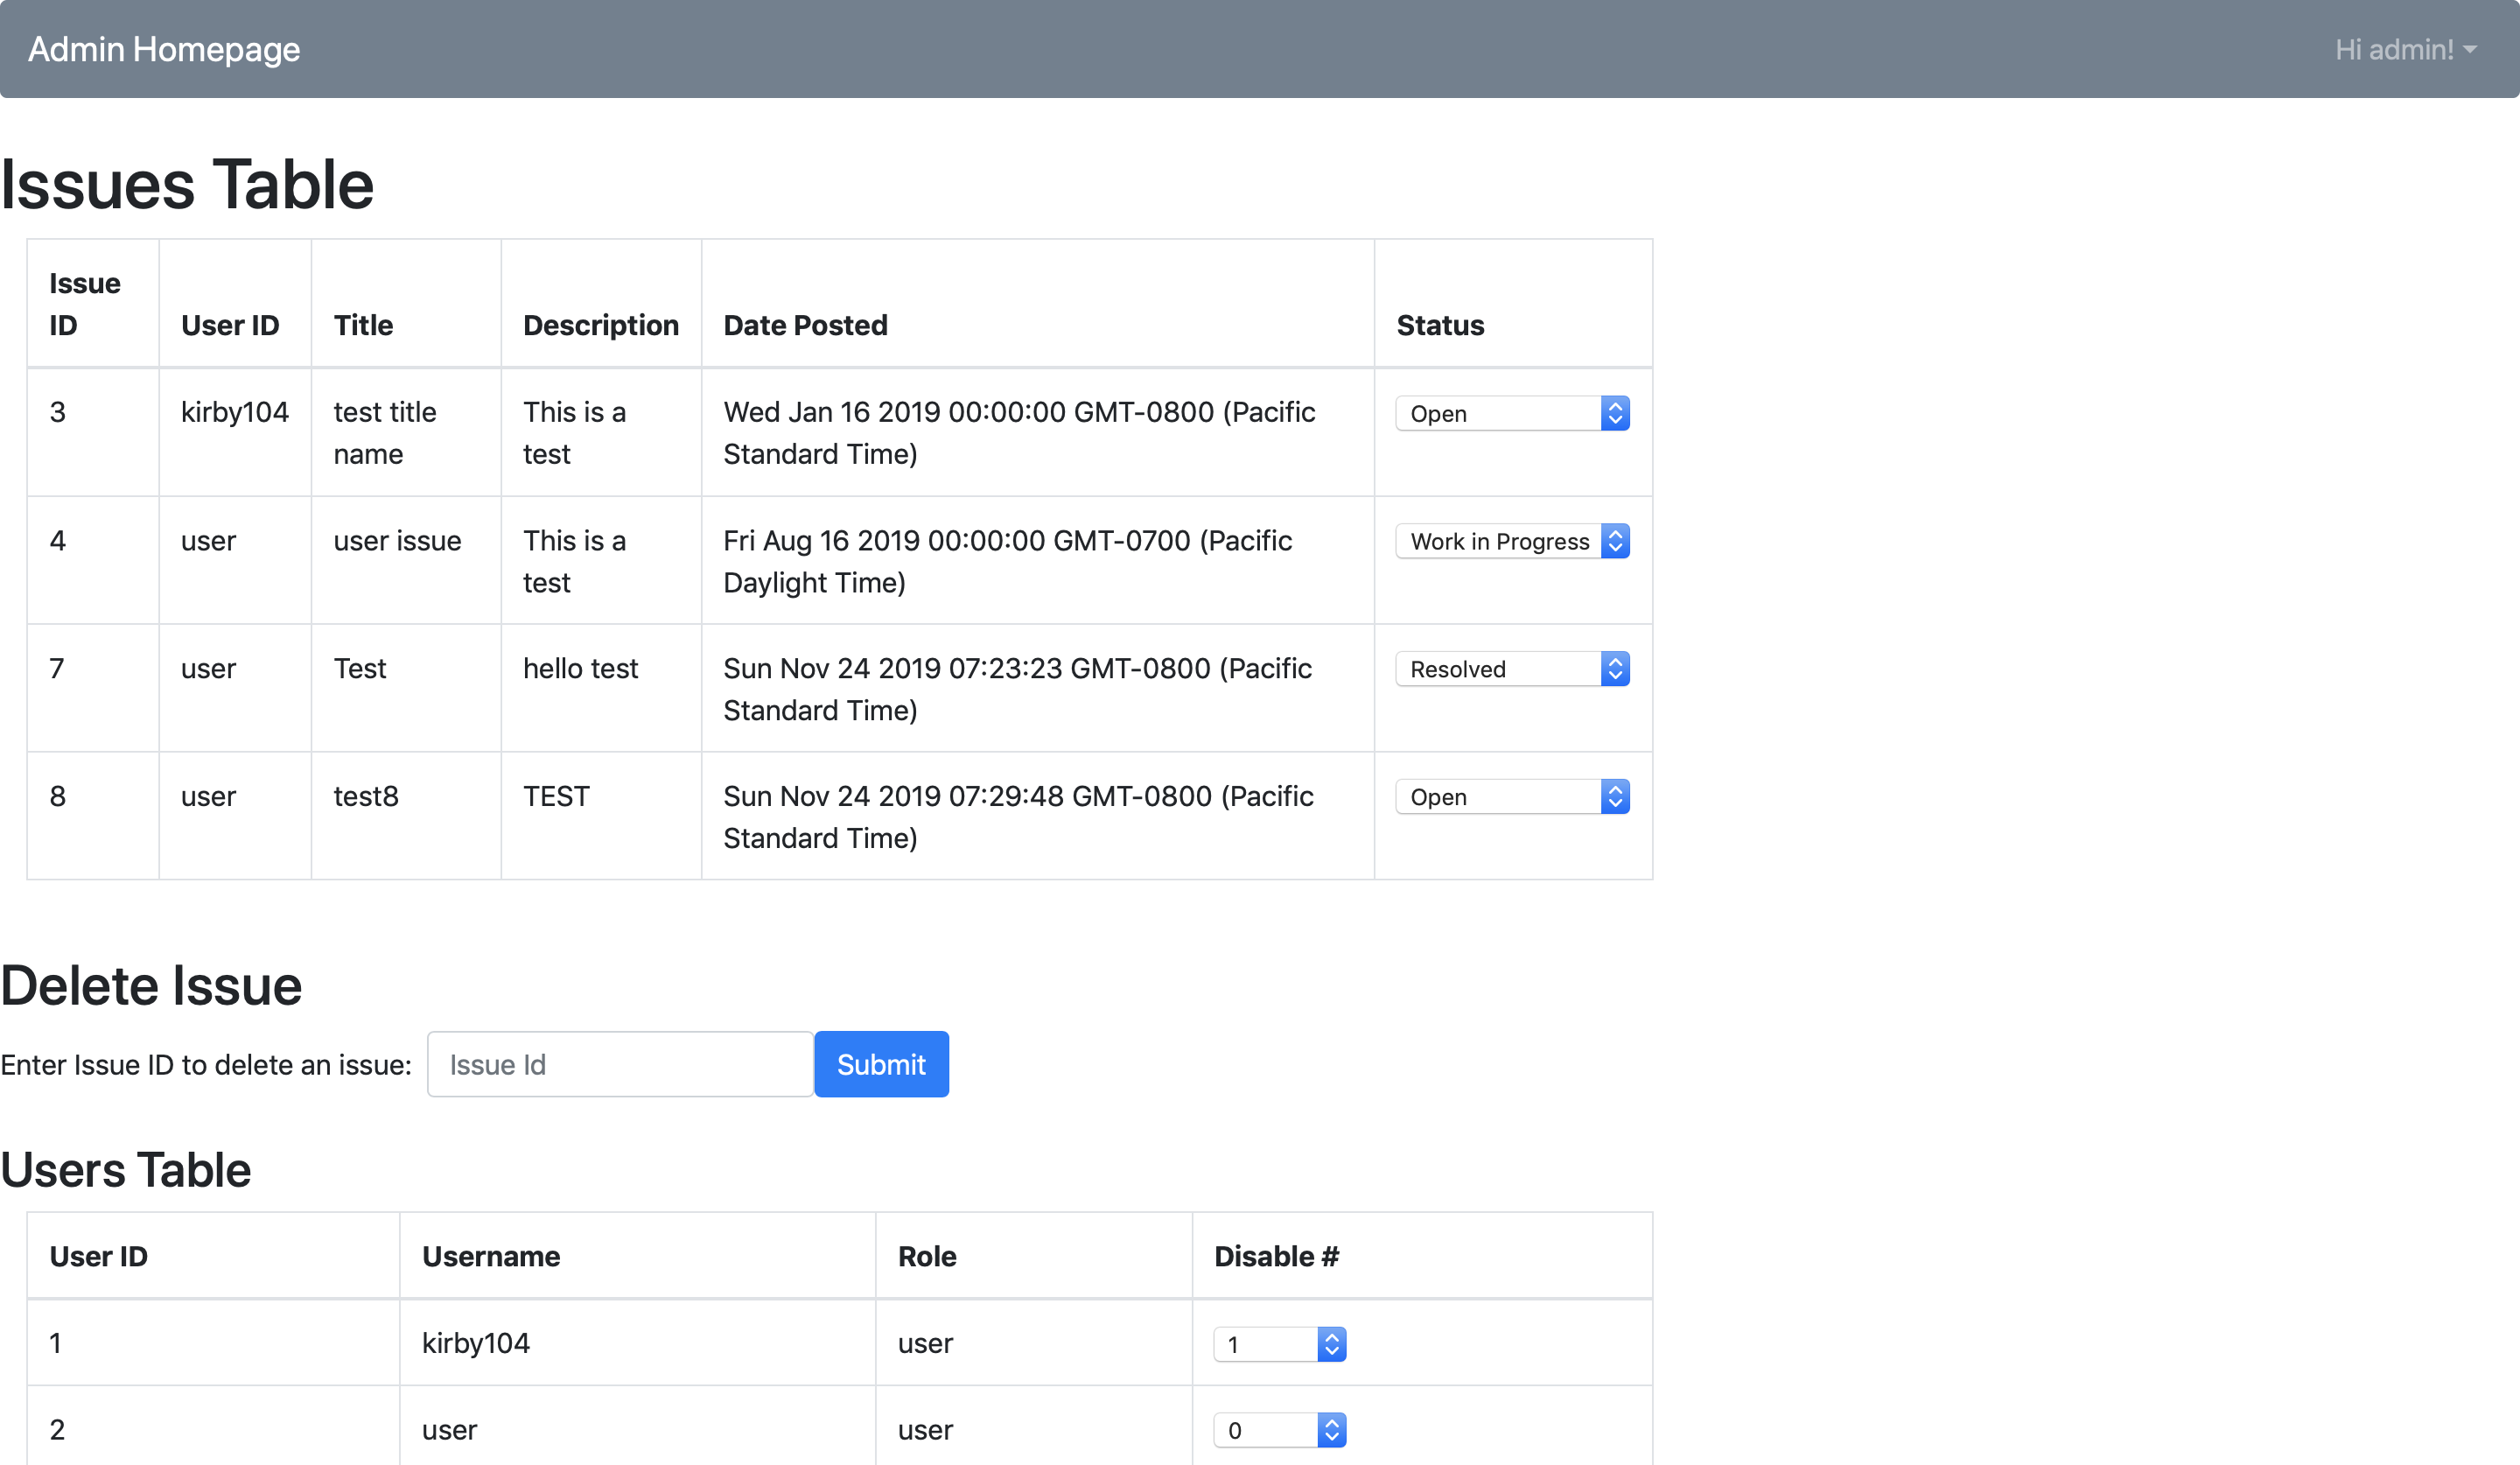 Admin Homepage
Hi admin!
Issues Table
Issue ID User ID Title Description Date Posted Status
3 kirby104 test title name This is a test Wed Jan 16 2019 00:00:00 GMT-0800 (Pacific Standard Time) Open
4 user user issue This is a test Fri Aug 16 2019 00:00:00 GMT-0700 (Pacific Daylight Time) Work in Progress
7 user Test hello test Sun Nov 24 2019 07:23:23 GMT-0800 (Pacific Standard Time) Resolved
8 user test8 TEST Sun Nov 24 2019 07:29:48 GMT-0800 (Pacific Standard Time) Open
Delete Issue
Enter Issue ID to delete an issue: Issue Id Submit
Users Table
User ID Username Role Disable #
1 kirby104 user 1
2 user user 0